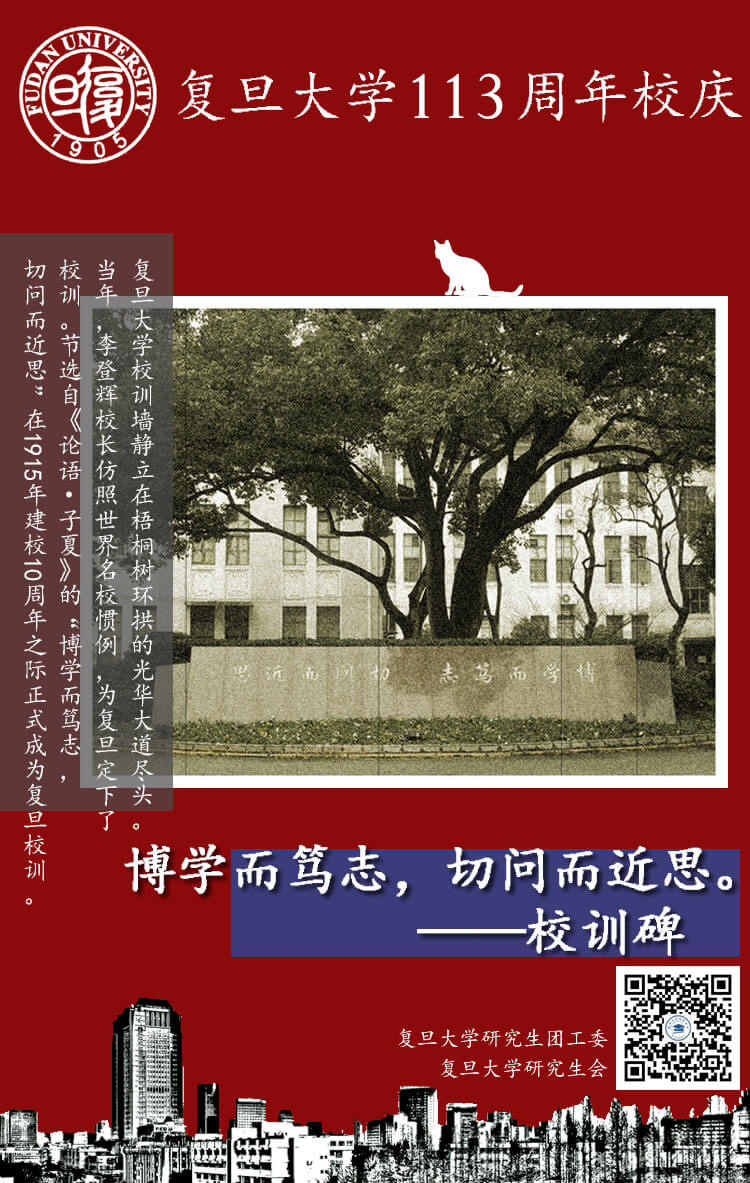 FUDAN UNIVERSITY
復旦
1905
复旦大学113周年校庆
复旦大学校训墙静立在梧桐树环拱的光华大道尽头。
当年,李登辉校长仿照世界名校惯例,为复旦定下了
校训。节选自《论语·子夏》的“博学而笃志,
切问而近思”在1915年建校10周年之际正式成为复旦校训。
思近而问切 志笃而学博
博学而笃志,切问而近思。
——校训碑
复旦大学研究生团工委
复旦大学研究生会